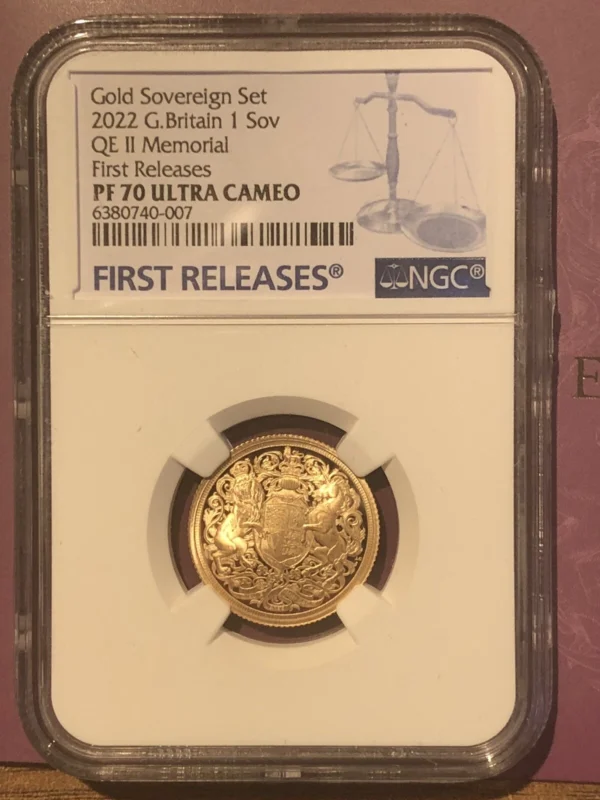 Gold Sovereign Set
2022 G.Britain 1 Sov
QE II Memorial
First Releases
PF 70 ULTRA CAMEO
6380740-007
FIRST RELEASES®
NGC®
E